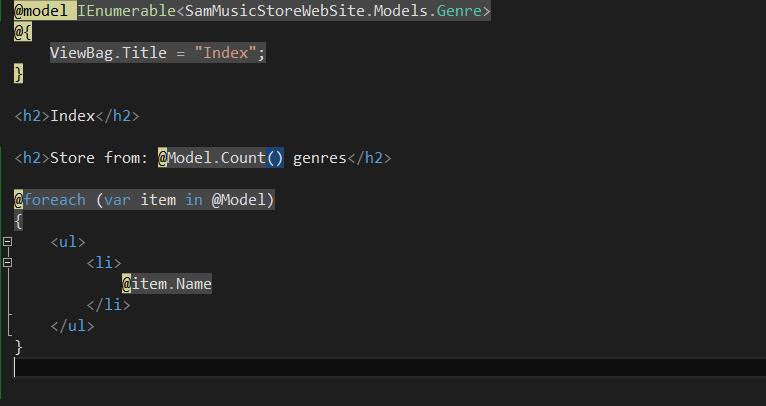 @model IEnumerable<SamMusicStoreWebSite.Models.Genre>
@{
    ViewBag.Title = "Index";
}

<h2>Index</h2>

<h2>Store from: @Model.Count() genres</h2>

@foreach (var item in @Model)
{
    <ul>
        <li>
            @item.Name
        </li>
    </ul>
}